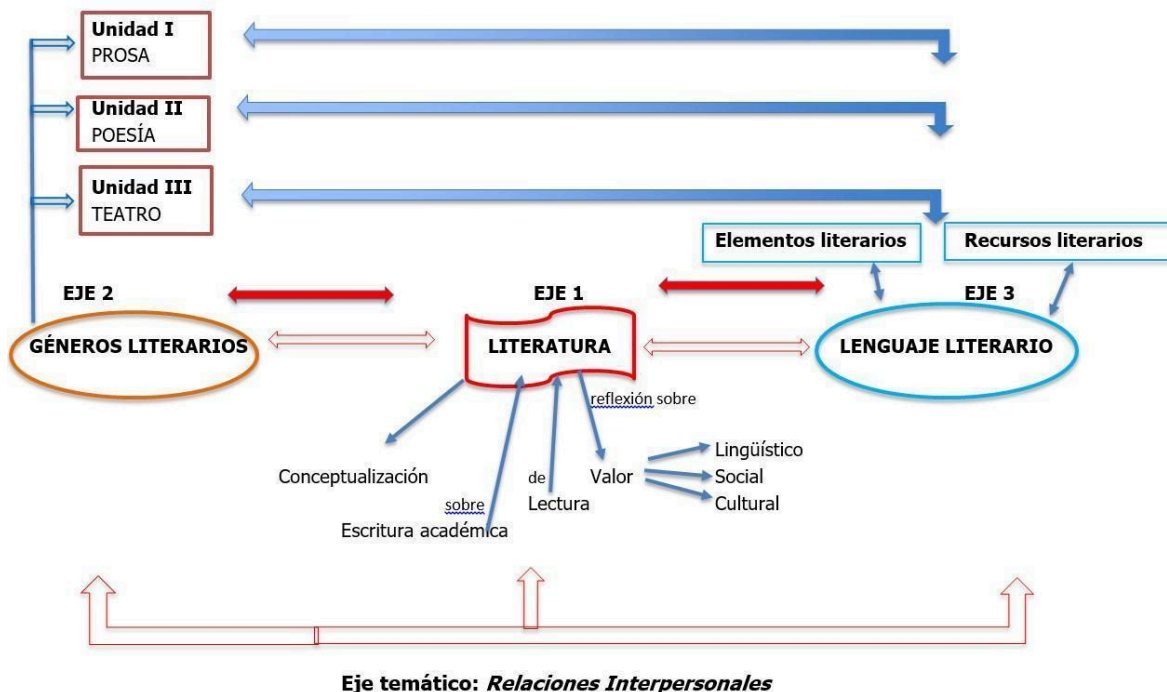 Unidad I
PROSA
Unidad II
POESÍA
Unidad III
TEATRO
Elementos literarios
Recursos literarios
EJE 2
EJE 1
EJE 3
GÉNEROS LITERARIOS
LITERATURA
LENGUAJE LITERARIO
reflexión sobre
Conceptualización
de
Valor
Lingüístico
Social
Cultural
sobre
Lectura
Escritura académica
Eje temático: Relaciones Interpersonales